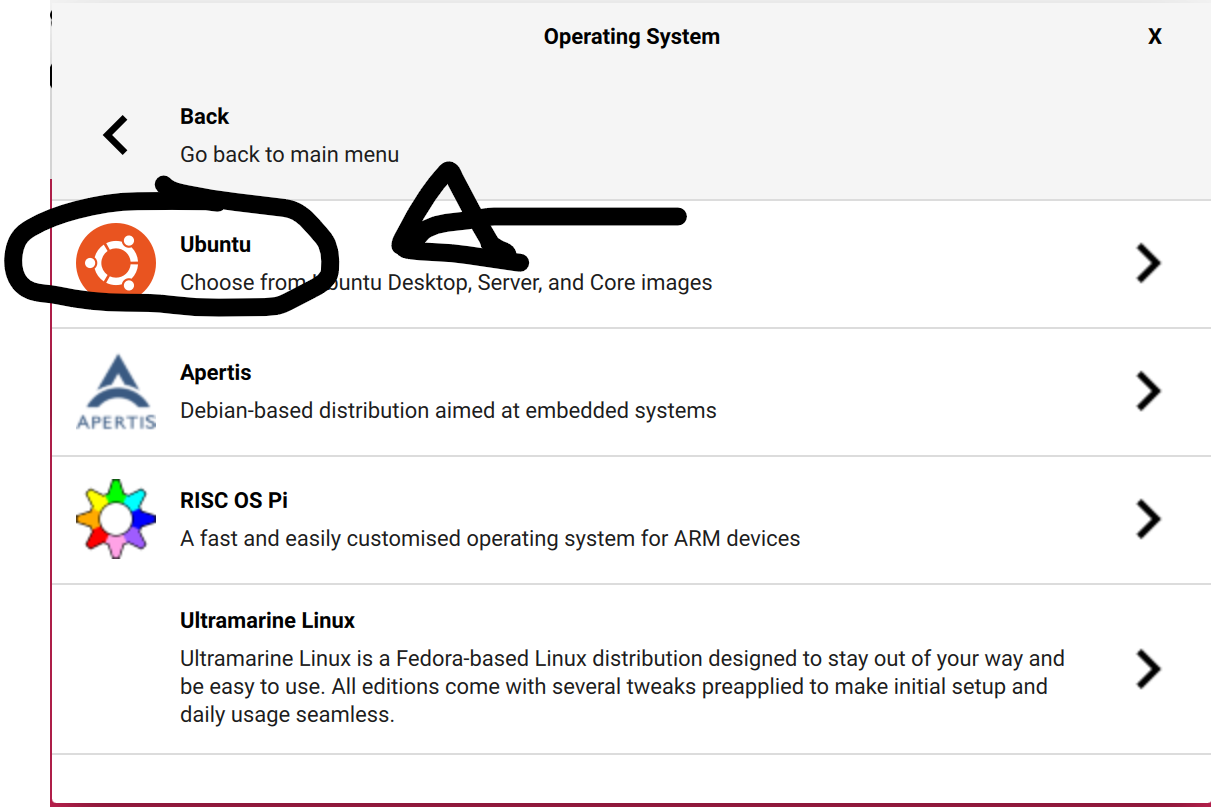 Operating System X
Back
Go back to main menu
Ubuntu
Choose from Ubuntu Desktop, Server, and Core images
Apertis
APERTIS
Debian-based distribution aimed at embedded systems
RISC OS Pi
A fast and easily customised operating system for ARM devices
Ultramarine Linux
Ultramarine Linux is a Fedora-based Linux distribution designed to stay out of your way and
be easy to use. All editions come with several tweaks preapplied to make initial setup and
daily usage seamless.